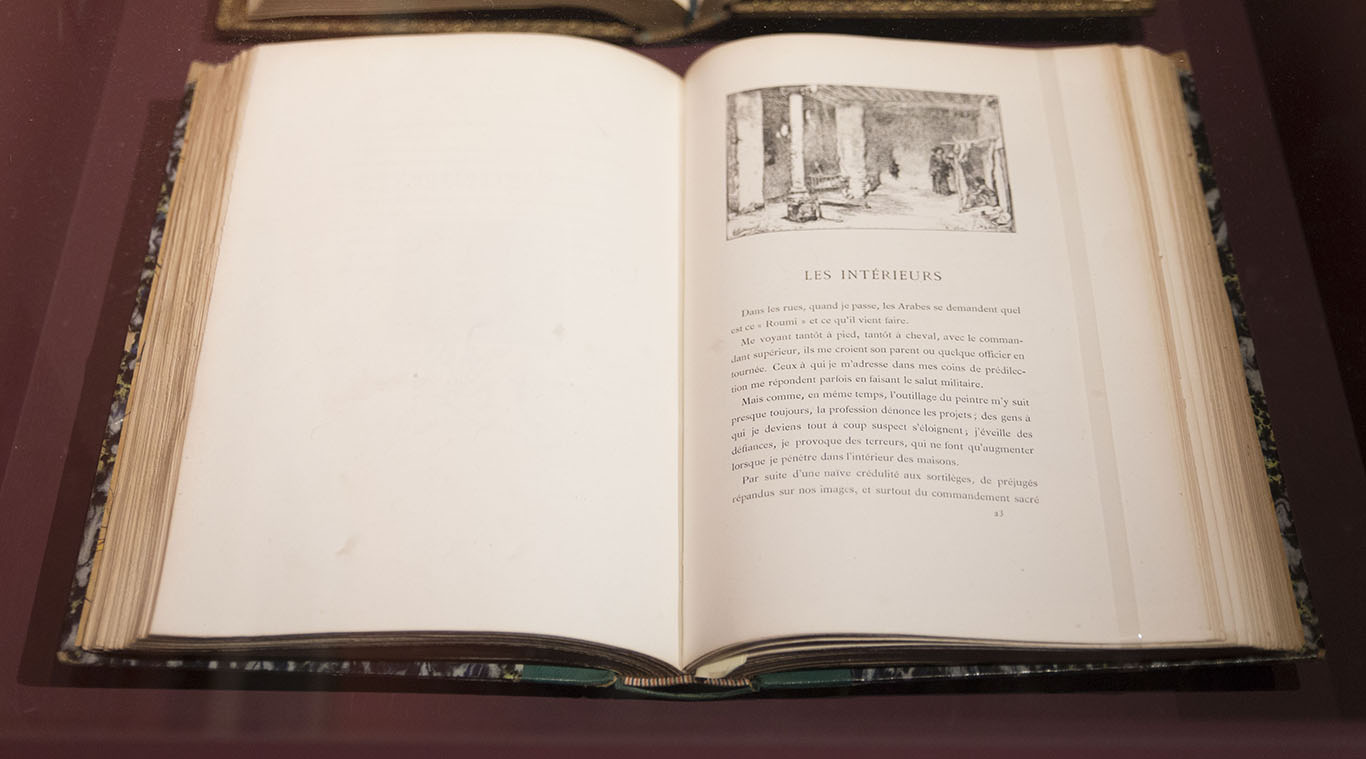 LES INTÉRIEURS
Dans les rues, quand je passe, les Arabes se demandent quel
est ce « Roumi » et ce qu'il vient faire.
Me voyant tantôt à pied, tantôt à cheval, avec le comman-
dant supérieur, ils me croient son parent ou quelque officier en
tournée. Ceux à qui je m'adresse dans mes coins de prédilec-
tion me répondent parfois en faisant le salut militaire.
Mais comme, en même temps, l'outillage du peintre m'y suit
presque toujours, la profession dénonce les projets ; des gens à
qui je deviens tout à coup suspect s'éloignent ; j'éveille des
défiances, je provoque des terreurs, qui ne font qu'augmenter
lorsque je pénètre dans l'intérieur des maisons.
Par suite d'une naïve crédulité aux sortilèges, de préjugés
répandus sur nos images, et surtout du commandement sacré
23